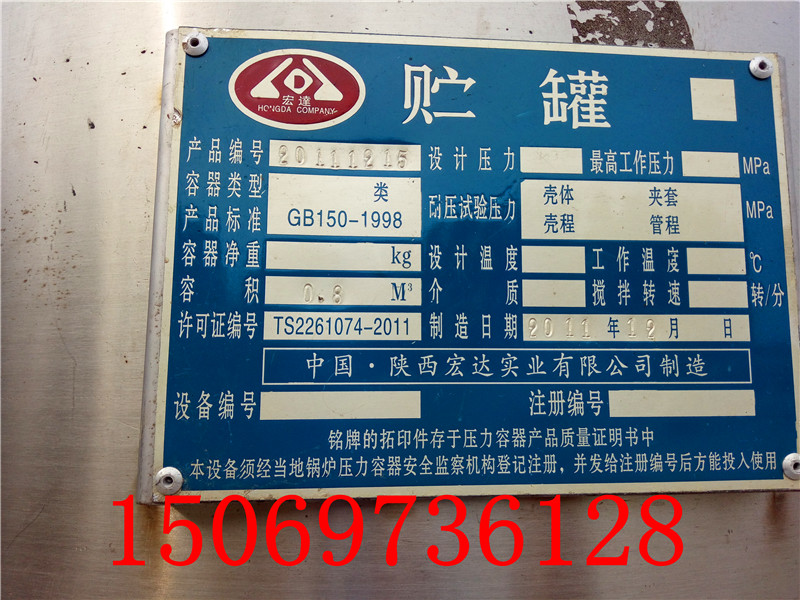 宏達
HONGDA COMPANY
贮罐
产品编号 20111215 设计压力 最高工作压力 MPa
容器类型 类 耐压试验压力 壳体 夹套 MPa
产品标准 GB150-1998 壳程 管程
容器净重 kg 设计温度 工作温度 ℃
容积 0.8 M³ 介质 搅拌转速 转/分
许可证编号 TS2261074-2011 制造日期 2011 年 12 月 日
中国·陕西宏达实业有限公司制造
设备编号 注册编号
铭牌的拓印件存于压力容器产品质量证明书中
本设备须经当地锅炉压力容器安全监察机构登记注册，并发给注册编号后方能投入使用
15069736128